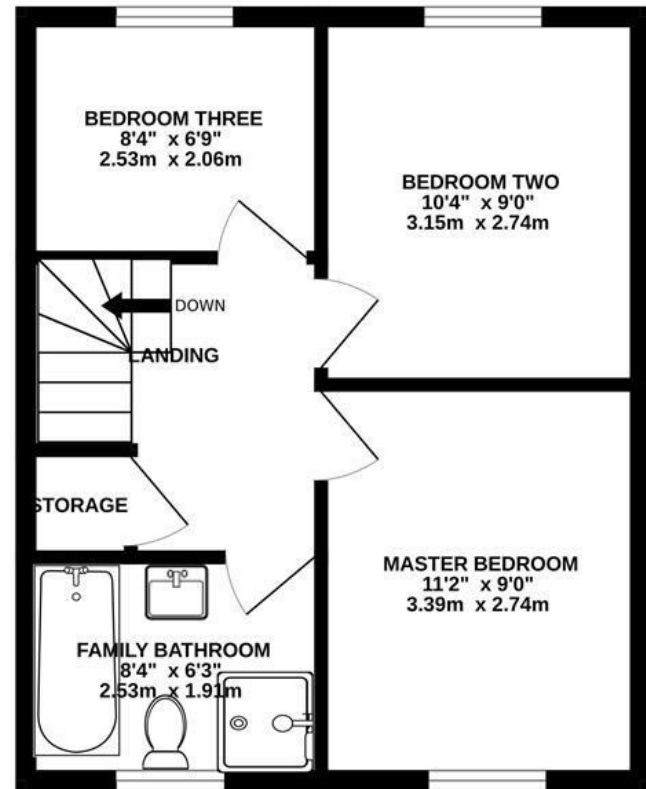 BEDROOM THREE
8'4" x 6'9"
2.53m x 2.06m
BEDROOM TWO
10'4" x 9'0"
3.15m x 2.74m
DOWN
LANDING
STORAGE
MASTER BEDROOM
11'2" x 9'0"
3.39m x 2.74m
FAMILY BATHROOM
8'4" x 6'3"
2.53m x 1.91m